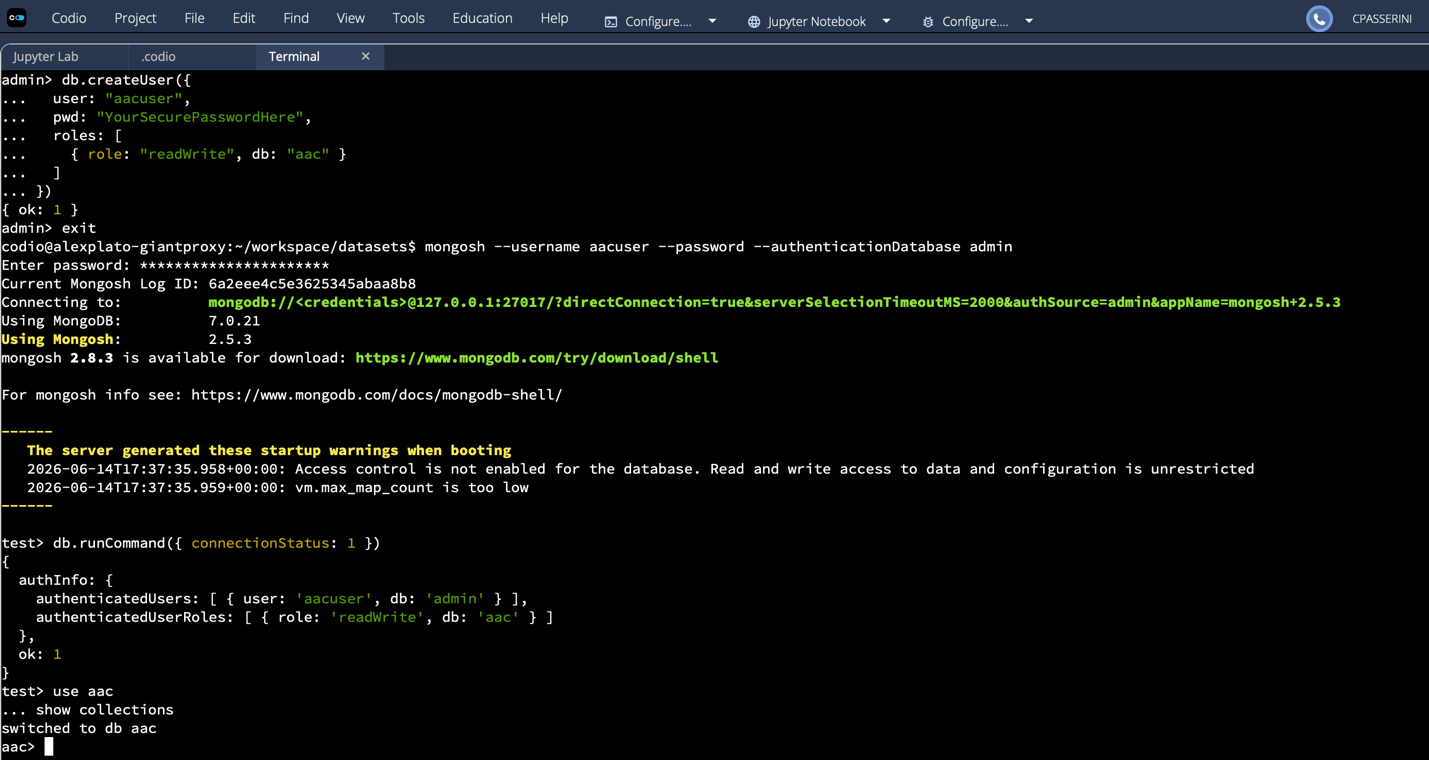 Codio Project File Edit Find View Tools Education Help Configure.... Jupyter Notebook Configure.... CPASSERINI
Jupyter Lab .codio Terminal ×
admin> db.createUser({
...   user: "aacuser",
...   pwd: "YourSecurePasswordHere",
...   roles: [
...     { role: "readWrite", db: "aac" }
...   ]
... })
{ ok: 1 }
admin> exit
codio@alexplato-giantproxy:~/workspace/datasets$ mongosh --username aacuser --password --authenticationDatabase admin
Enter password: **********************
Current Mongosh Log ID: 6a2eee4c5e3625345abaa8b8
Connecting to:          mongodb://<credentials>@127.0.0.1:27017/?directConnection=true&serverSelectionTimeoutMS=2000&authSource=admin&appName=mongosh+2.5.3
Using MongoDB:          7.0.21
Using Mongosh:          2.5.3
mongosh 2.8.3 is available for download: https://www.mongodb.com/try/download/shell
For mongosh info see: https://www.mongodb.com/docs/mongodb-shell/
------
   The server generated these startup warnings when booting
   2026-06-14T17:37:35.958+00:00: Access control is not enabled for the database. Read and write access to data and configuration is unrestricted
   2026-06-14T17:37:35.959+00:00: vm.max_map_count is too low
------
test> db.runCommand({ connectionStatus: 1 })
{
  authInfo: {
    authenticatedUsers: [ { user: 'aacuser', db: 'admin' } ],
    authenticatedUserRoles: [ { role: 'readWrite', db: 'aac' } ]
  },
  ok: 1
}
test> use aac
... show collections
switched to db aac
aac>